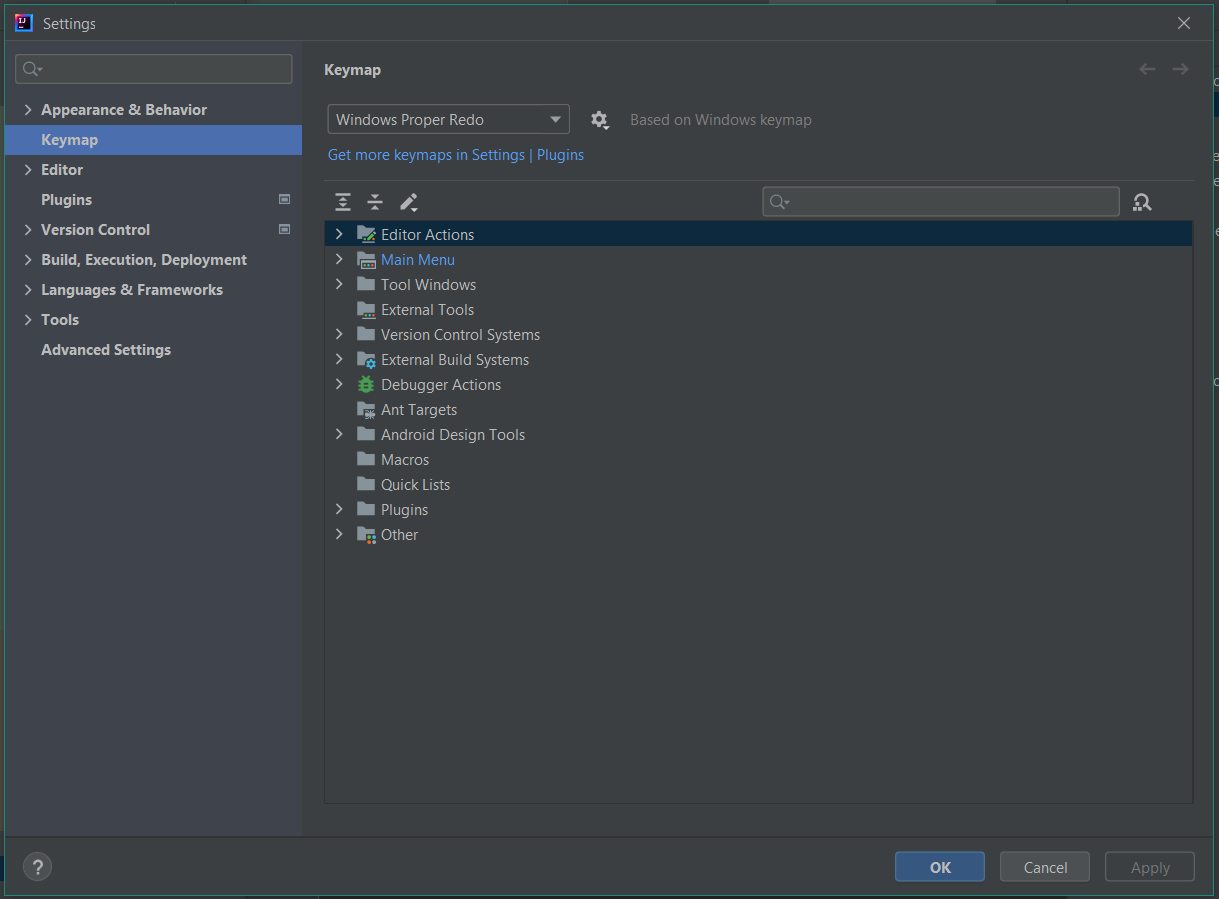 Settings
Appearance & Behavior
Keymap
Editor
Plugins
Version Control
Build, Execution, Deployment
Languages & Frameworks
Tools
Advanced Settings
Keymap
Windows Proper Redo
Based on Windows keymap
Get more keymaps in Settings | Plugins
Editor Actions
Main Menu
Tool Windows
External Tools
Version Control Systems
External Build Systems
Debugger Actions
Ant Targets
Android Design Tools
Macros
Quick Lists
Plugins
Other
?
OK
Cancel
Apply